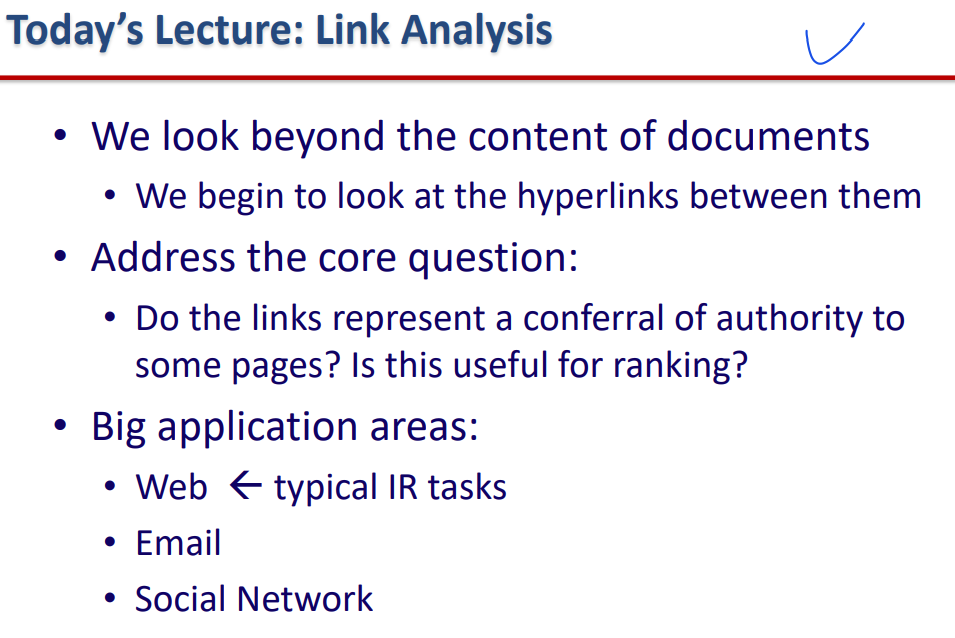 Today's Lecture: Link Analysis
• We look beyond the content of documents
• We begin to look at the hyperlinks between them
• Address the core question:
• Do the links represent a conferral of authority to
some pages? Is this useful for ranking?
• Big application areas:
• Web ← typical IR tasks
• Email
• Social Network